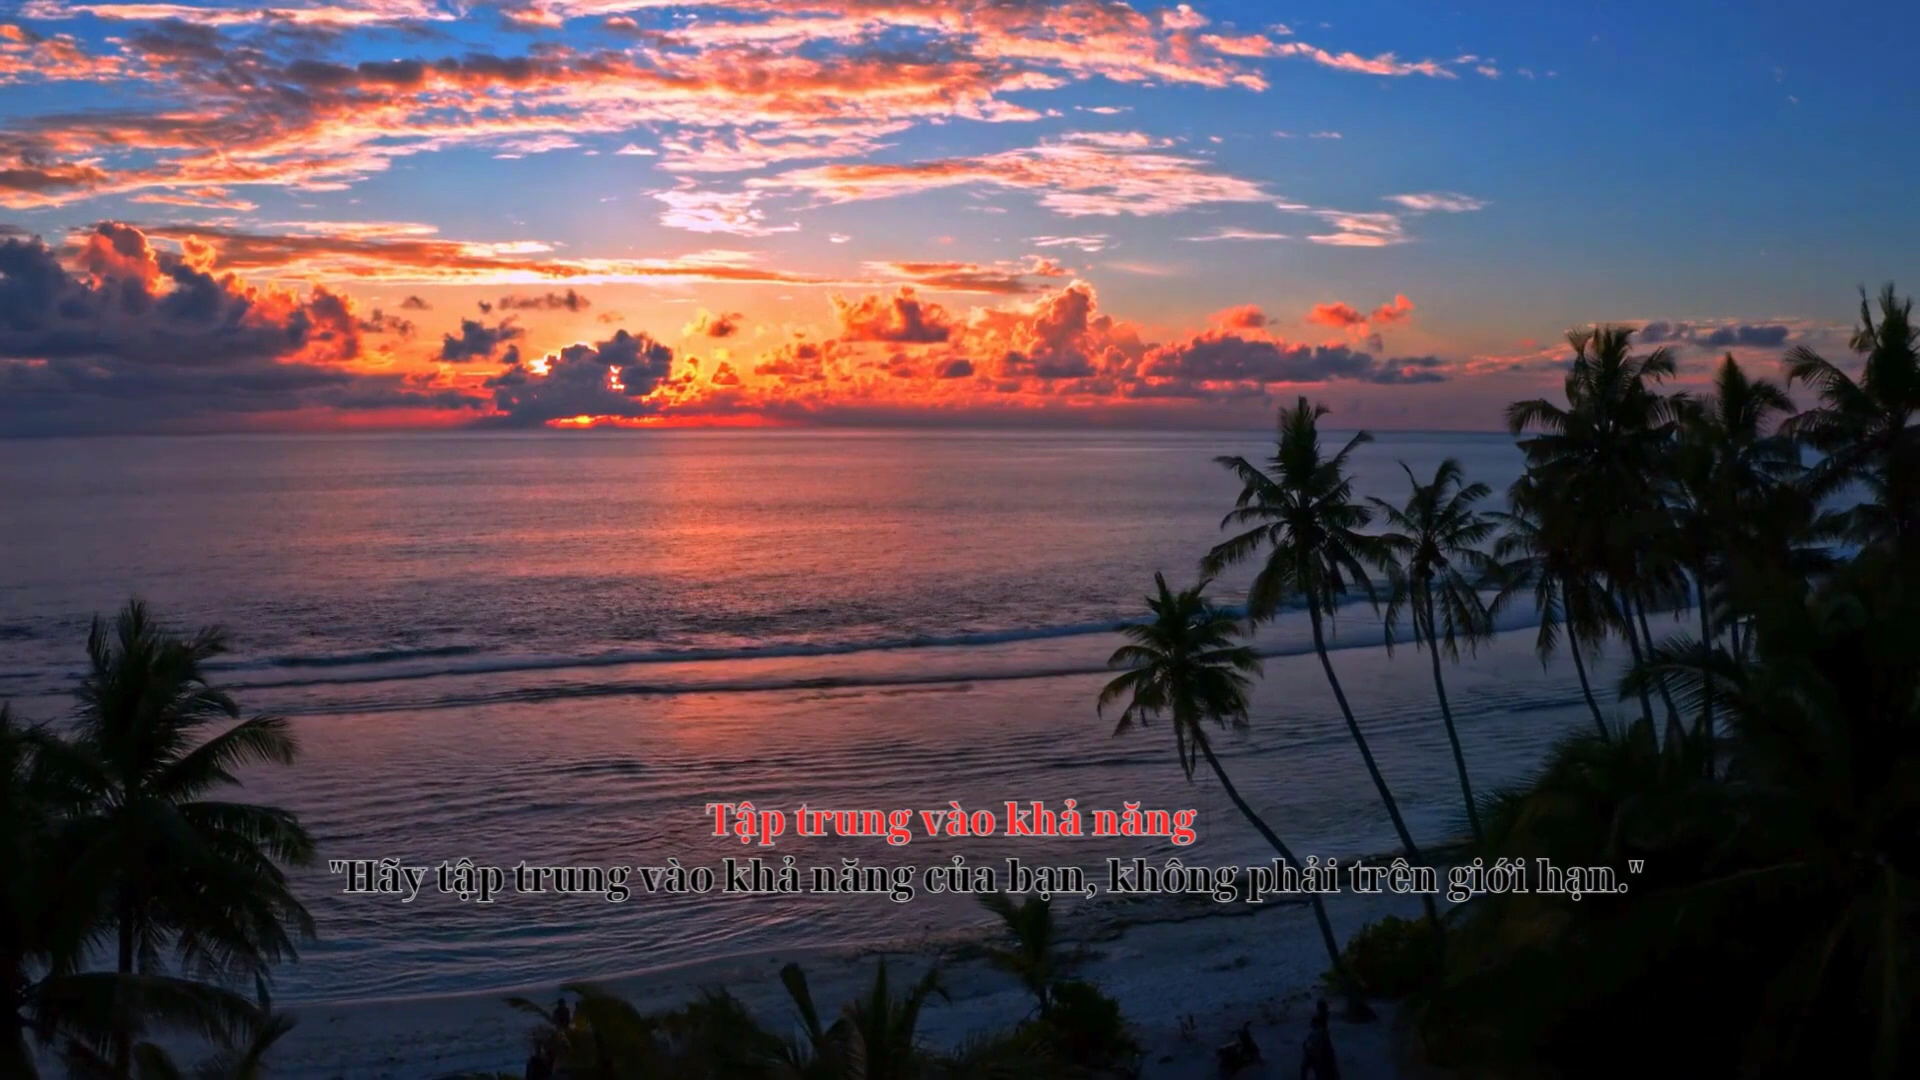 Tập trung vào khả năng
"Hãy tập trung vào khả năng của bạn, không phải trên giới hạn."